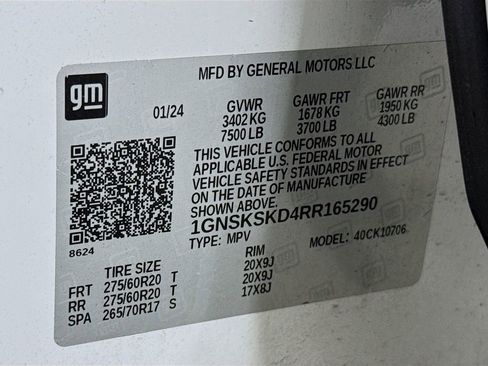 MFD BY GENERAL MOTORS LLC
gm
01/24
GVWR GAWR FRT GAWR RR
3402 KG 1678 KG 1950 KG
7500 LB 3700 LB 4300 LB
THIS VEHICLE CONFORMS TO ALL
APPLICABLE U.S. FEDERAL MOTOR
VEHICLE SAFETY STANDARDS IN EFFECT
ON THE DATE OF MANUFACTURE
SHOWN ABOVE.
1GNSKSKD4RR165290
TYPE: MPV MODEL: 40CK10706
8624
TIRE SIZE RIM
FRT 275/60R20 T 20X9J
RR 275/60R20 T 20X9J
SPA 265/70R17 S 17X8J